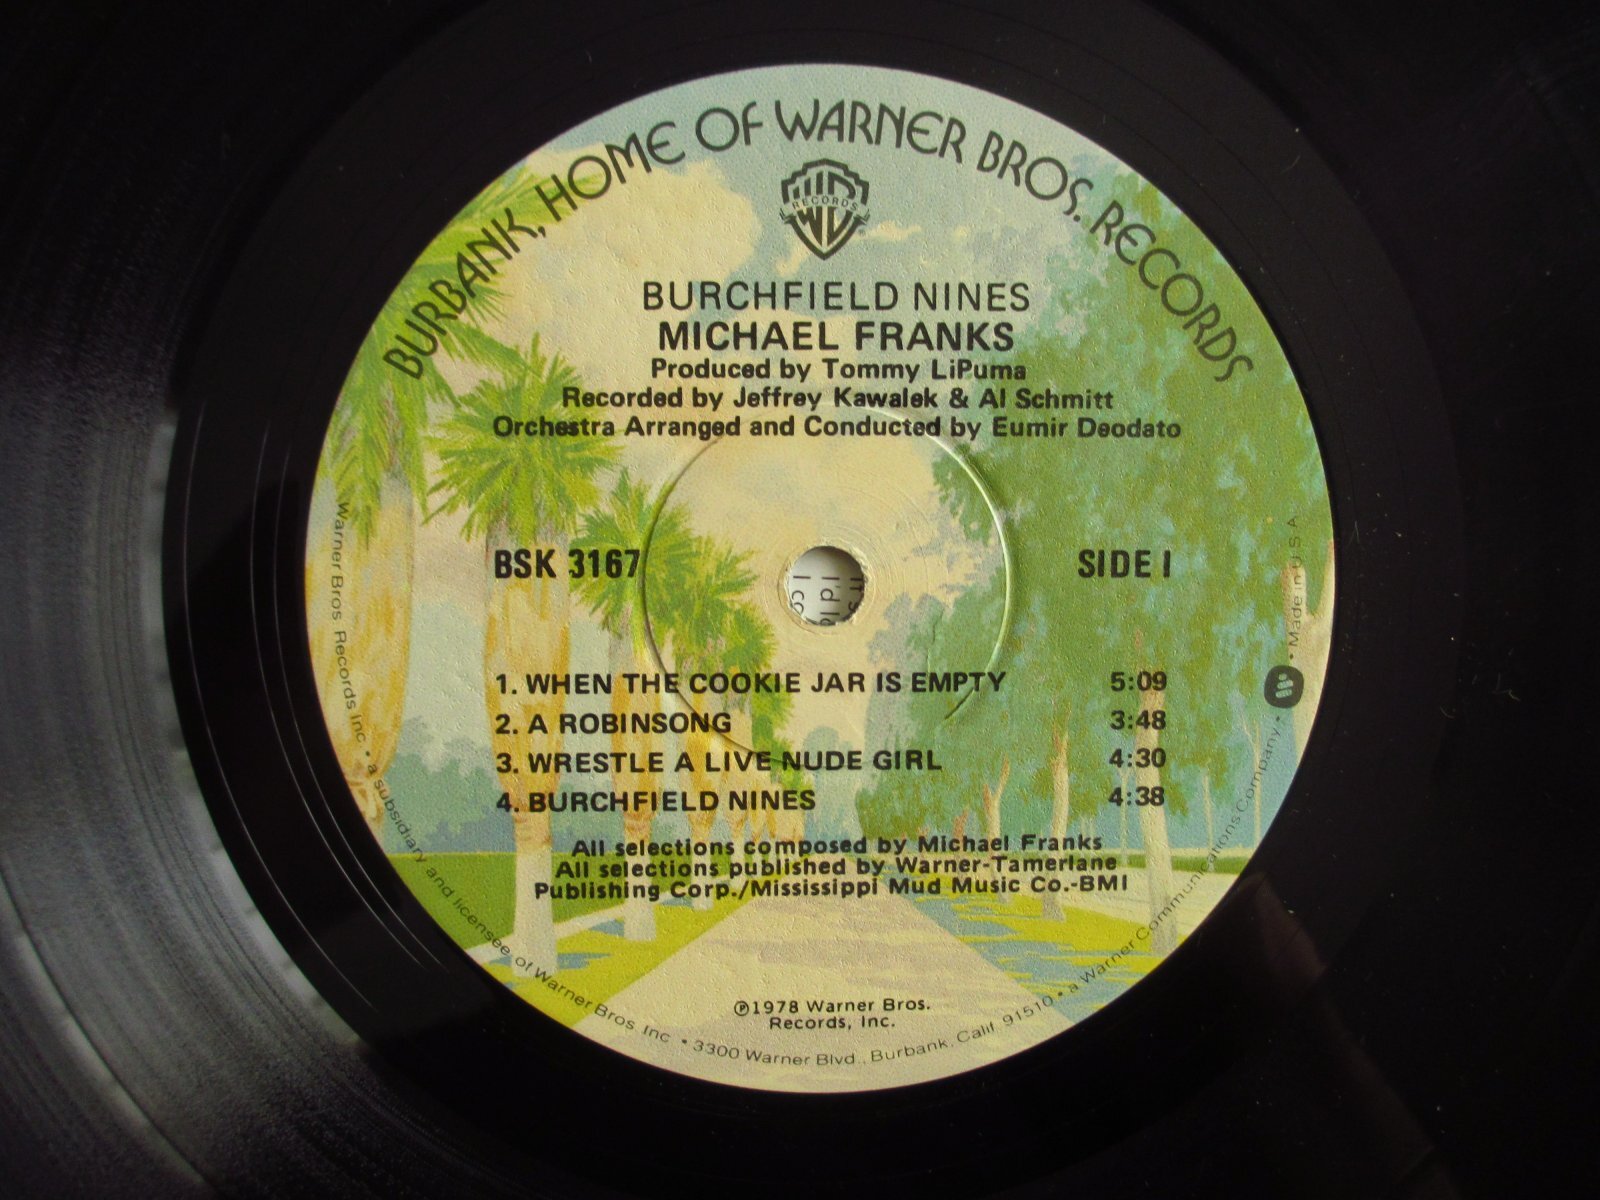 BURBANK, HOME OF WARNER BROS. RECORDS
RECORDS
BURCHFIELD NINES
MICHAEL FRANKS
Produced by Tommy LiPuma
Recorded by Jeffrey Kawalek & Al Schmitt
Orchestra Arranged and Conducted by Eumir Deodato
BSK 3167
SIDE I
1. WHEN THE COOKIE JAR IS EMPTY 5:09
2. A ROBINSONG 3:48
3. WRESTLE A LIVE NUDE GIRL 4:30
4. BURCHFIELD NINES 4:38
All selections composed by Michael Franks
All selections published by Warner-Tamerlane
Publishing Corp./Mississippi Mud Music Co.-BMI
℗1978 Warner Bros.
Records, Inc.
Warner Bros Records Inc • a subsidiary and licensee of Warner Bros Inc • 3300 Warner Blvd., Burbank, Calif 91510 • a Warner Communications Company • Made in U S A